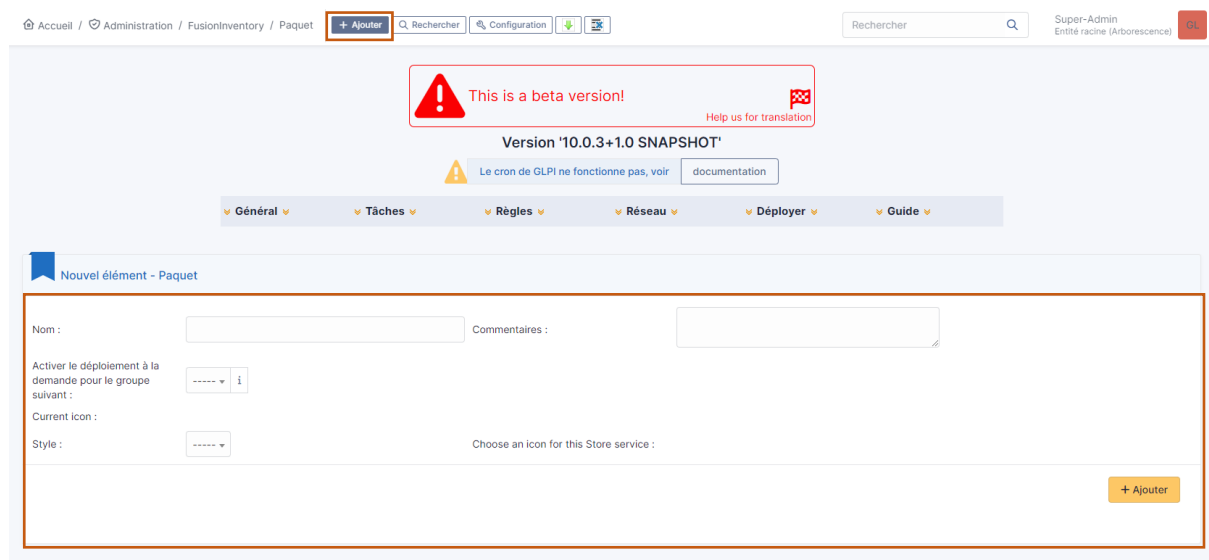 Accueil / Administration / FusionInventory / Paquet + Ajouter Rechercher Configuration Rechercher Super-Admin GL
Entité racine (Arborescence)
This is a beta version!
Help us for translation
Version '10.0.3+1.0 SNAPSHOT'
Le cron de GLPI ne fonctionne pas, voir documentation
Général Tâches Règles Réseau Déployer Guide
Nouvel élément - Paquet
Nom : Commentaires :
Activer le déploiement à la
demande pour le groupe
suivant : ----- i
Current icon :
Style : ----- Choose an icon for this Store service :
+ Ajouter